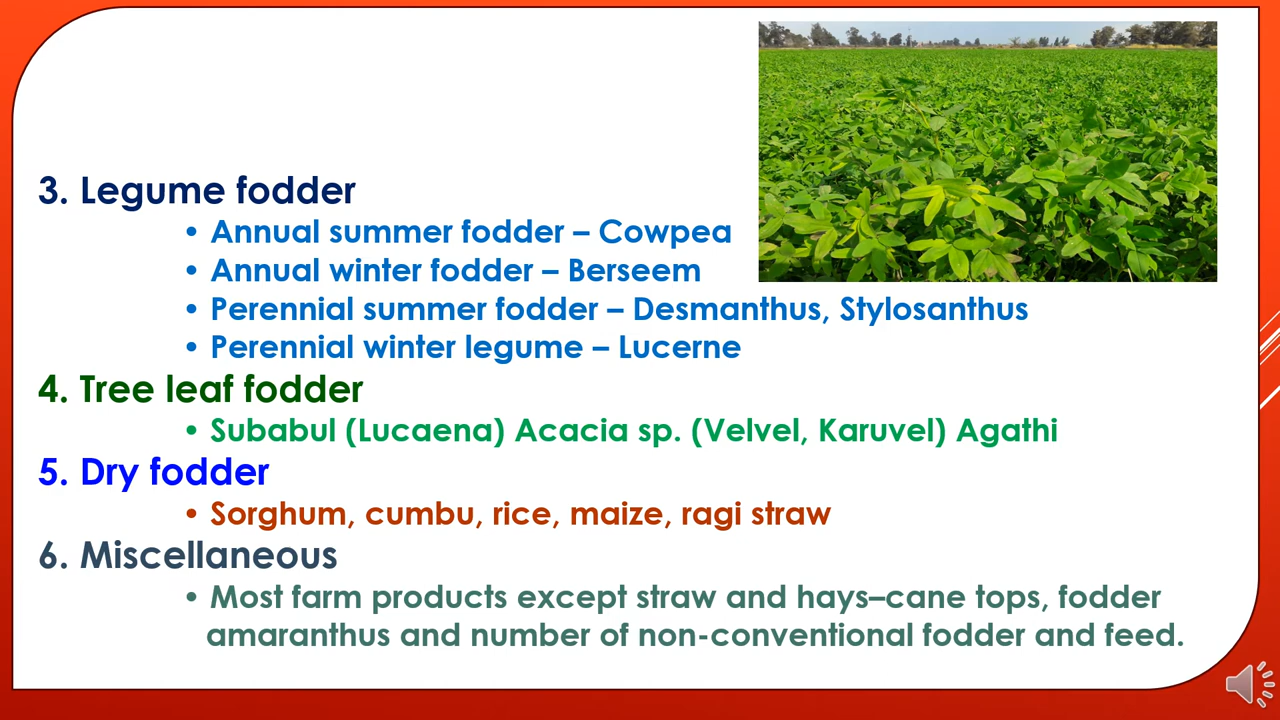 3. Legume fodder
• Annual summer fodder – Cowpea
• Annual winter fodder – Berseem
• Perennial summer fodder – Desmanthus, Stylosanthus
• Perennial winter legume – Lucerne
4. Tree leaf fodder
• Subabul (Lucaena) Acacia sp. (Velvel, Karuvel) Agathi
5. Dry fodder
• Sorghum, cumbu, rice, maize, ragi straw
6. Miscellaneous
• Most farm products except straw and hays–cane tops, fodder
amaranthus and number of non-conventional fodder and feed.